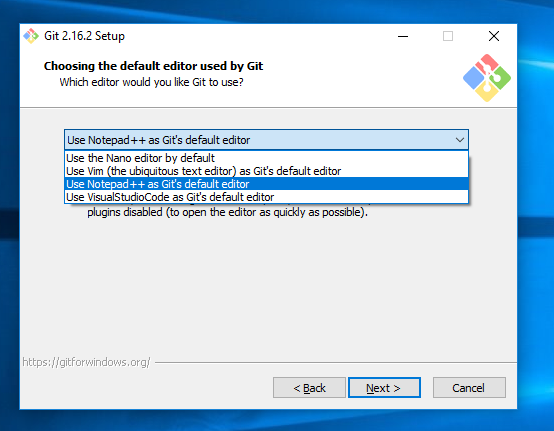 Git 2.16.2 Setup
Choosing the default editor used by Git
Which editor would you like Git to use?
Use Notepad++ as Git's default editor
Use the Nano editor by default
Use Vim (the ubiquitous text editor) as Git's default editor
Use Notepad++ as Git's default editor
Use VisualStudioCode as Git's default editor
plugins disabled (to open the editor as quickly as possible).
https://gitforwindows.org/
< Back
Next >
Cancel